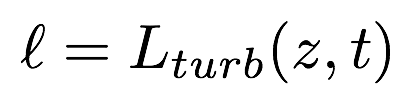 ℓ = L_{turb}(z, t)